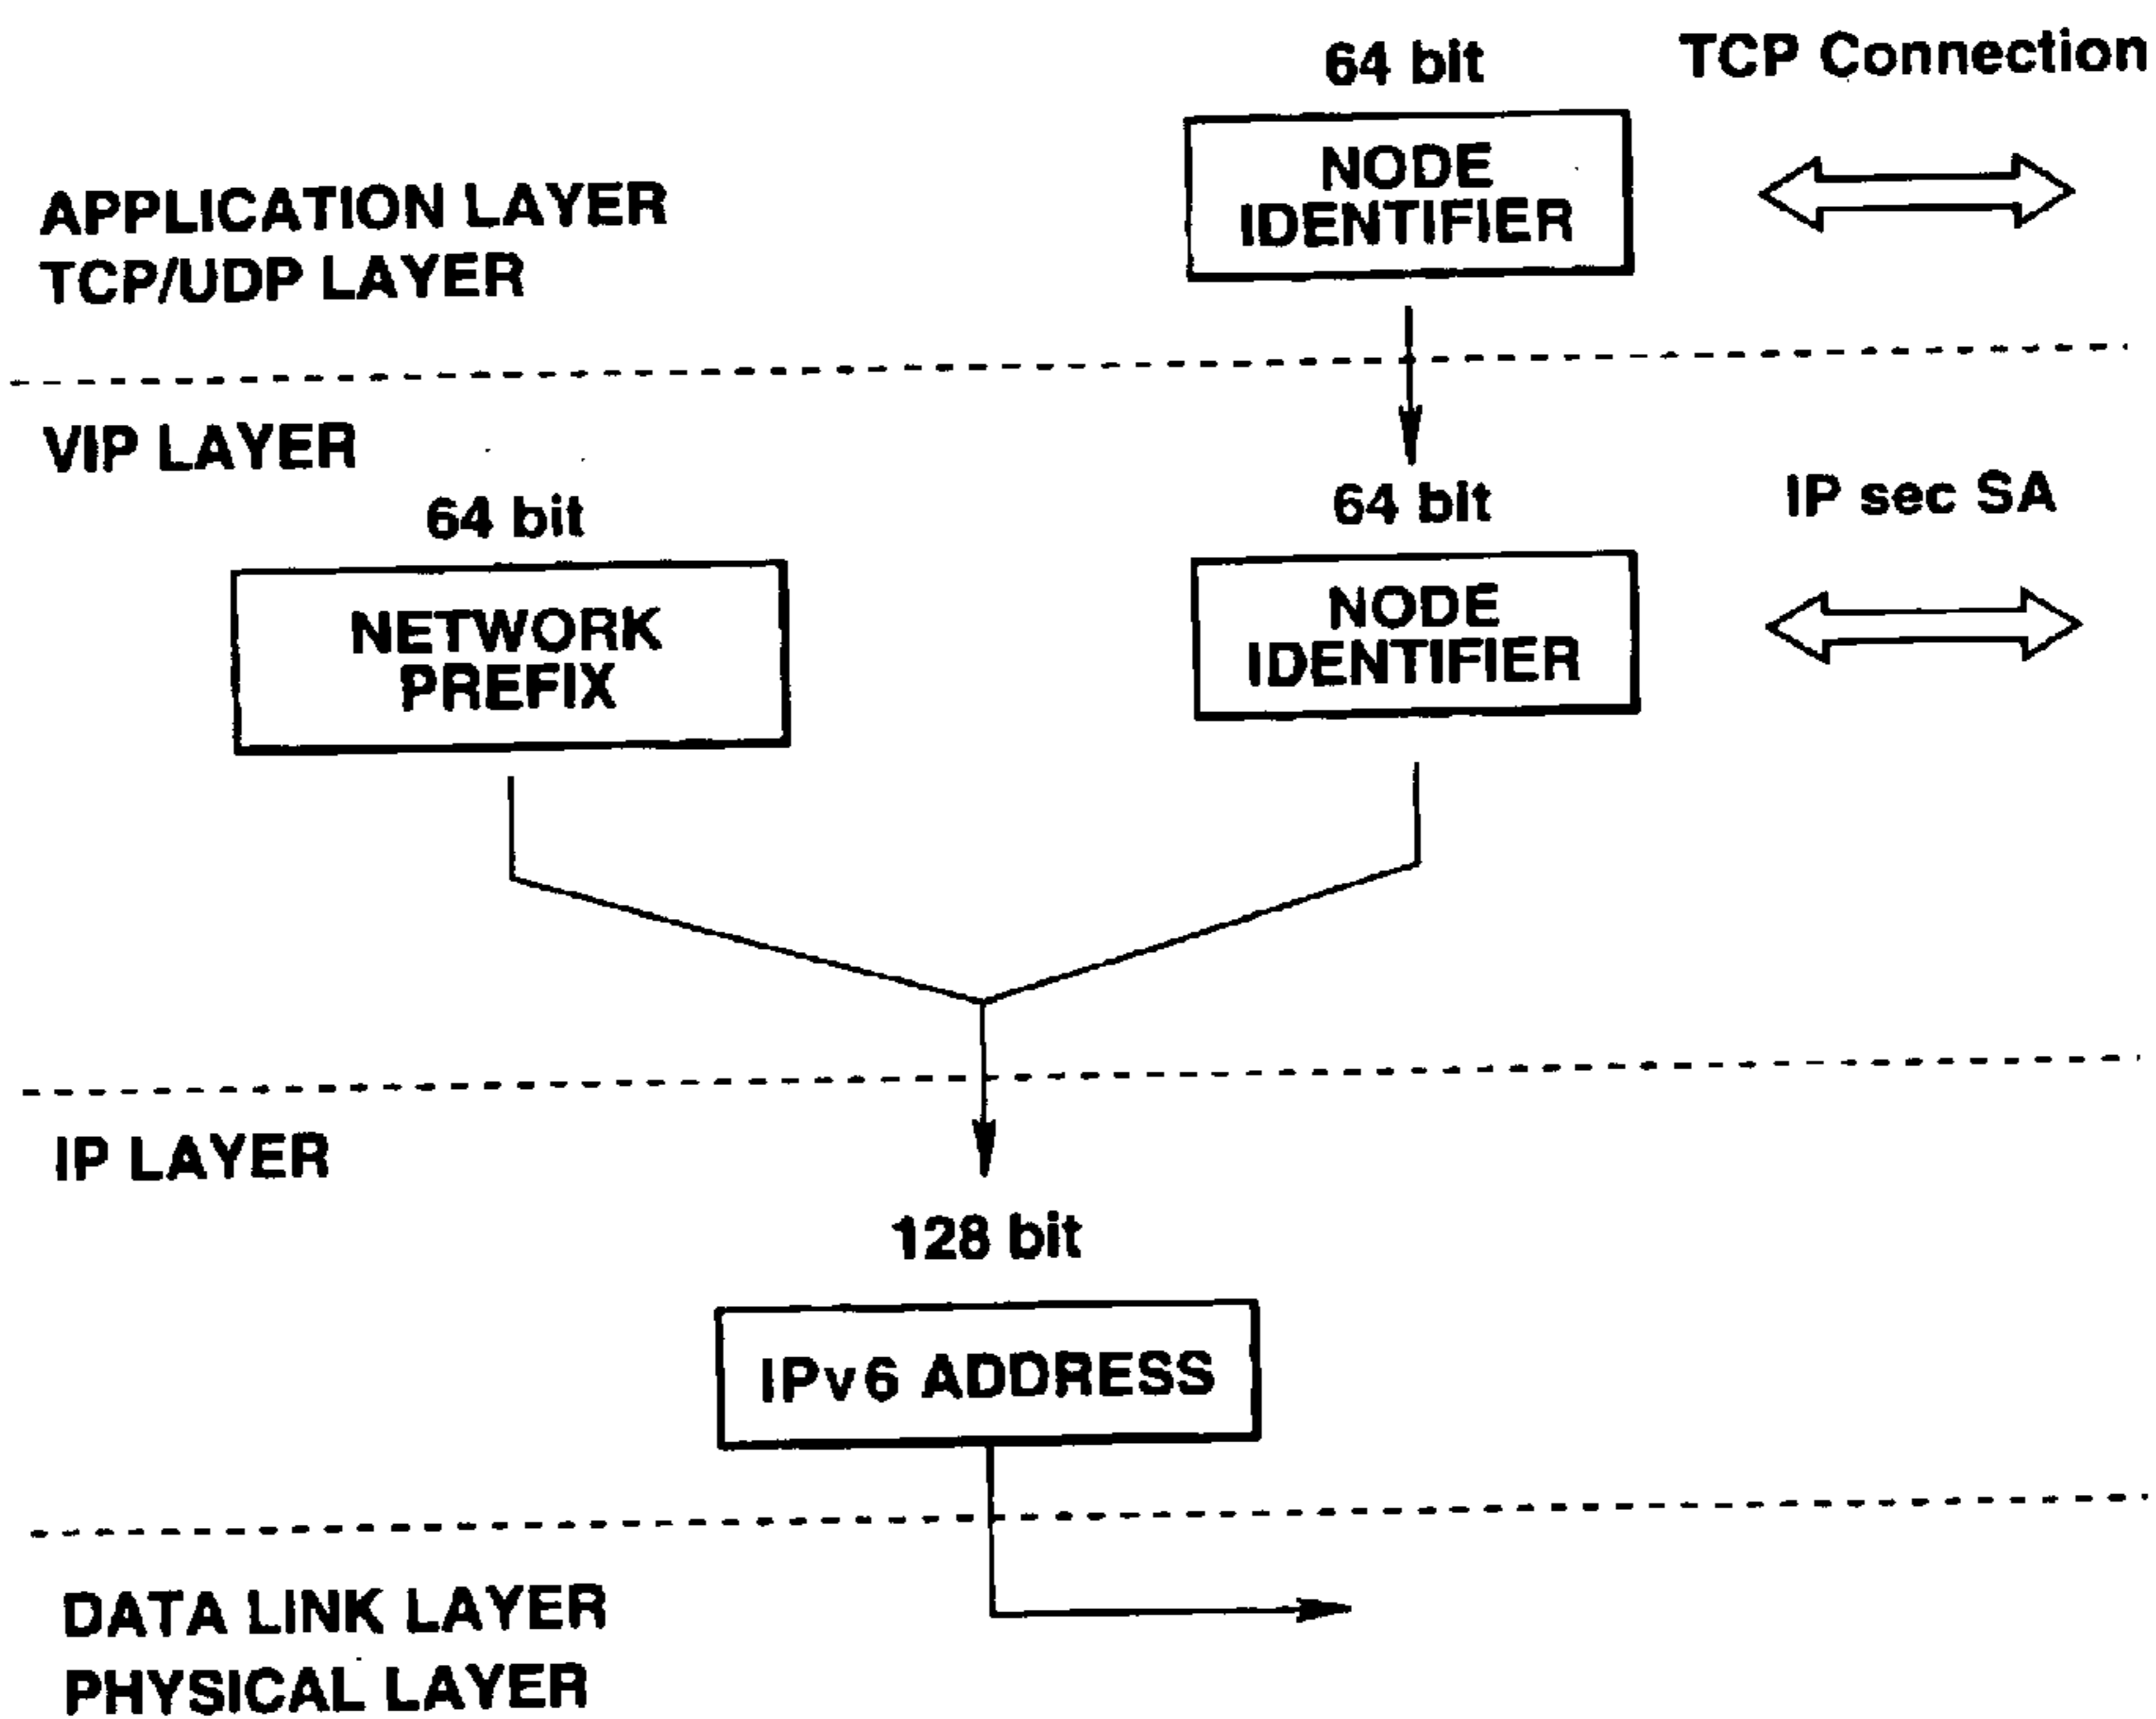 64 bit
TCP Connection
NODE
IDENTIFIER
APPLICATION LAYER
TCP/UDP LAYER
VIP LAYER
64 bit
64 bit
IP sec SA
NETWORK
PREFIX
NODE
IDENTIFIER
IP LAYER
128 bit
IPv6 ADDRESS
DATA LINK LAYER
PHYSICAL LAYER